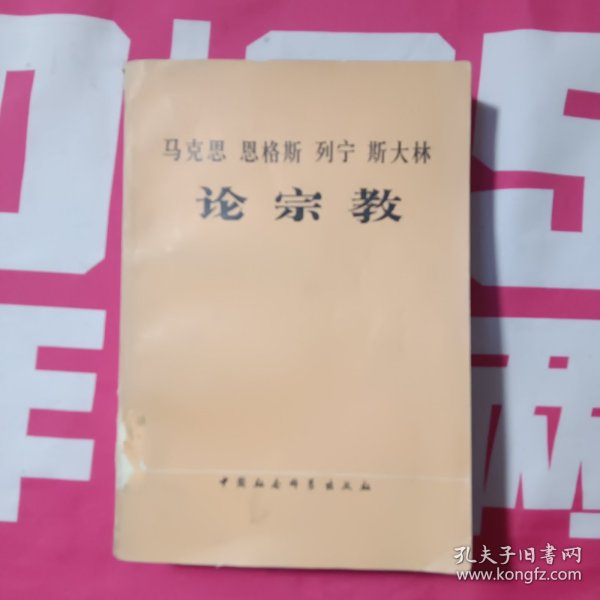 马克思 恩格斯 列宁 斯大林
论宗教
中国社会科学出版社
孔夫子旧书网
www.kongfz.com